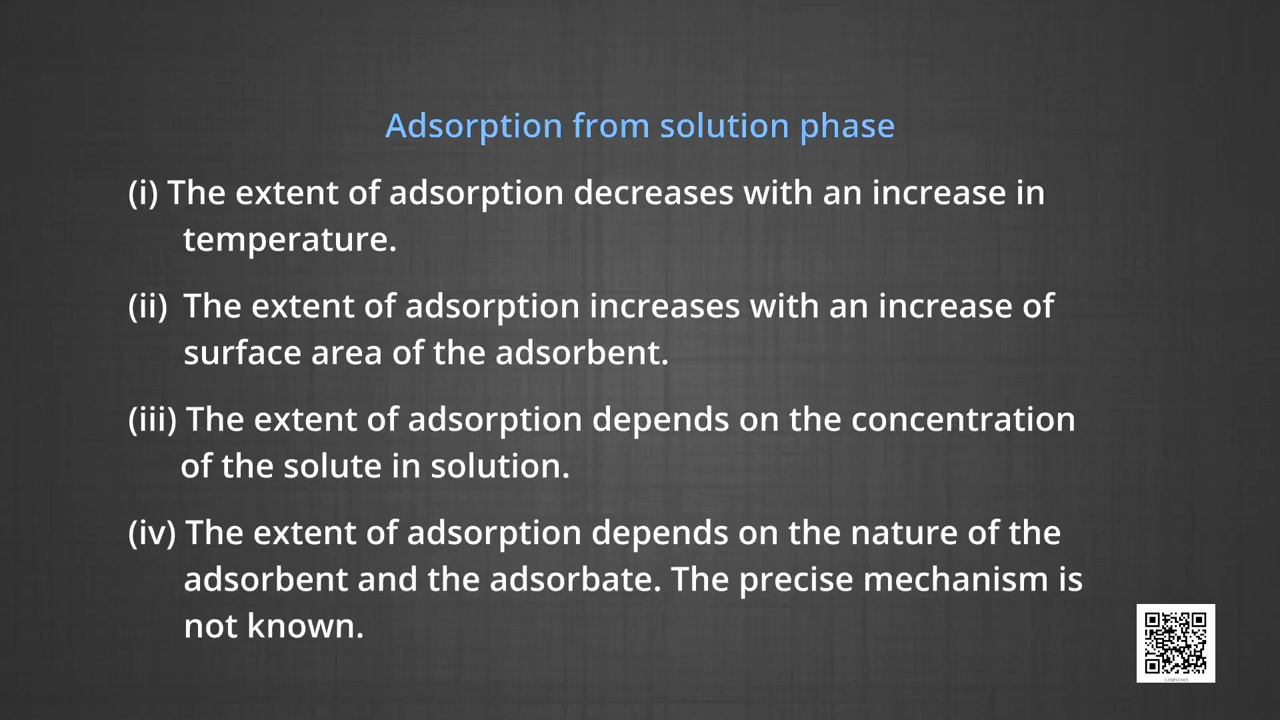 Adsorption from solution phase
(i) The extent of adsorption decreases with an increase in
temperature.
(ii) The extent of adsorption increases with an increase of
surface area of the adsorbent.
(iii) The extent of adsorption depends on the concentration
of the solute in solution.
(iv) The extent of adsorption depends on the nature of the
adsorbent and the adsorbate. The precise mechanism is
not known.